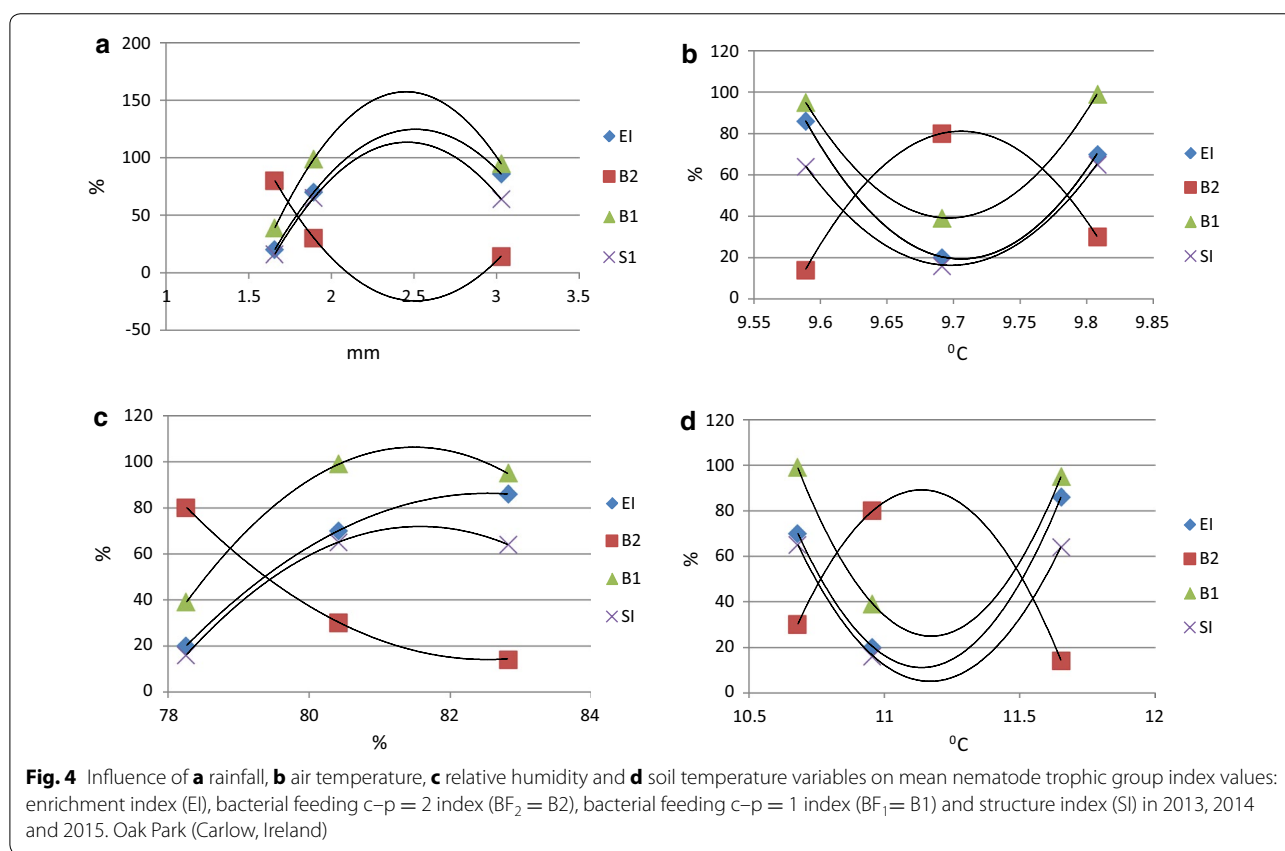 a
200
150
100
50
0
-50
%
1 1.5 2 2.5 3 3.5
mm
EI
B2
B1
S1
b
120
100
80
60
40
20
0
%
9.55 9.6 9.65 9.7 9.75 9.8 9.85
⁰C
EI
B2
B1
SI
c
120
100
80
60
40
20
0
%
78 80 82 84
%
EI
B2
B1
SI
d
120
100
80
60
40
20
0
%
10.5 11 11.5 12
⁰C
EI
B2
B1
SI
Fig. 4 Influence of a rainfall, b air temperature, c relative humidity and d soil temperature variables on mean nematode trophic group index values:
enrichment index (EI), bacterial feeding c–p = 2 index (BF₂ = B2), bacterial feeding c–p = 1 index (BF₁= B1) and structure index (SI) in 2013, 2014
and 2015. Oak Park (Carlow, Ireland)